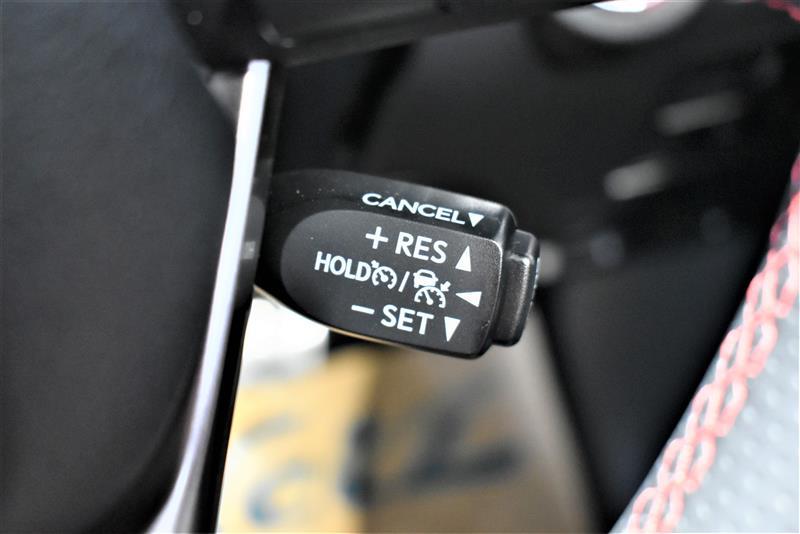 CANCEL▼
+ RES ▲
HOLD / ◀
− SET ▼